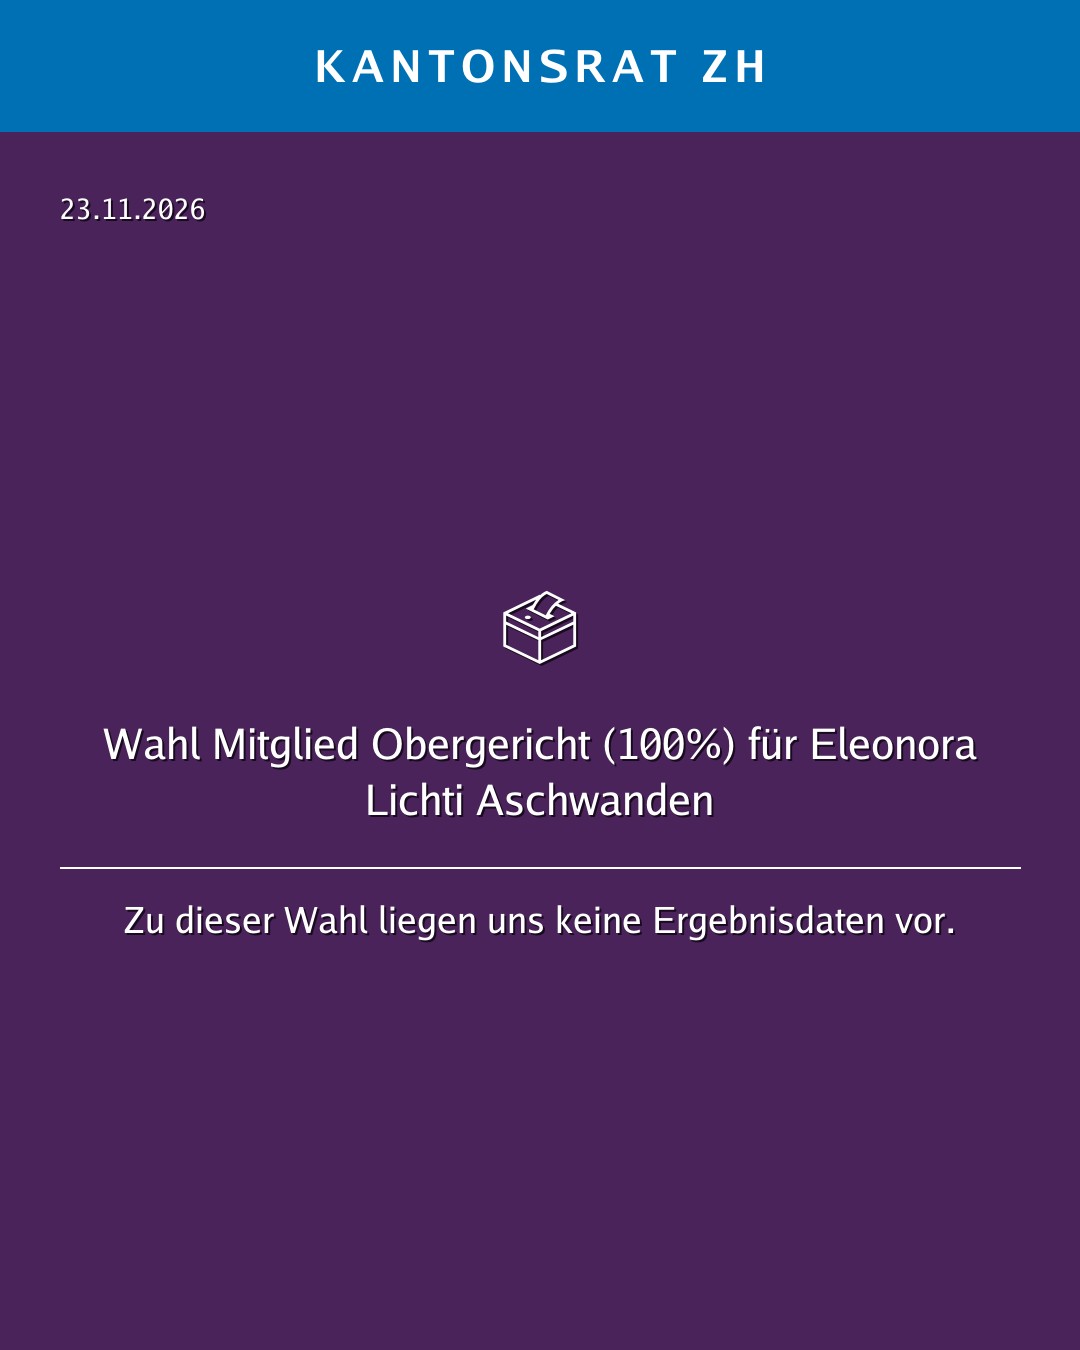 KANTONSRAT ZH
23.11.2026
Wahl Mitglied Obergericht (100%) für Eleonora
Lichti Aschwanden
Zu dieser Wahl liegen uns keine Ergebnisdaten vor.